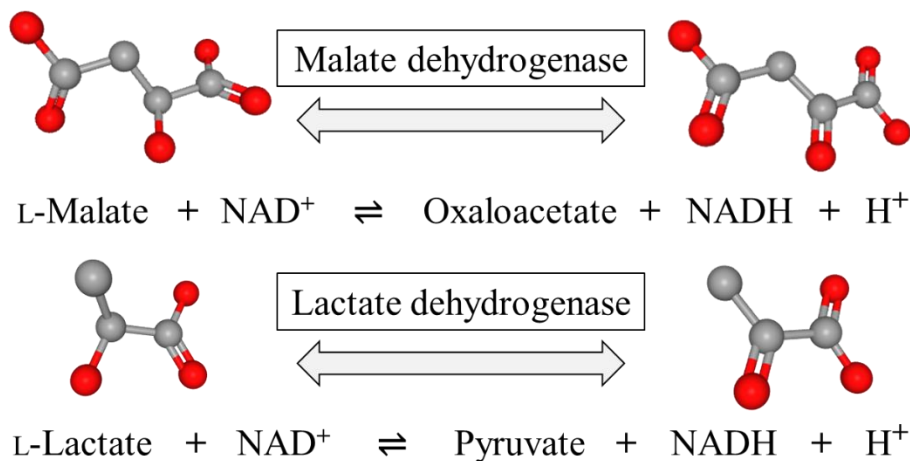 Malate dehydrogenase
L-Malate + NAD⁺ ⇌ Oxaloacetate + NADH + H⁺
Lactate dehydrogenase
L-Lactate + NAD⁺ ⇌ Pyruvate + NADH + H⁺